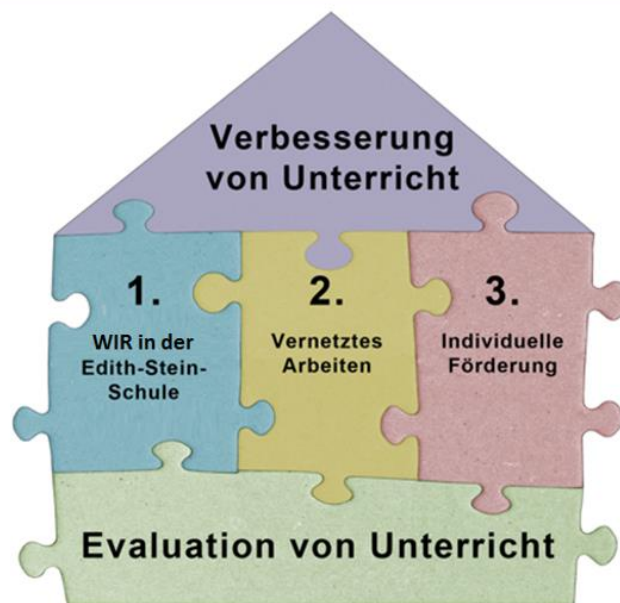 Verbesserung
von Unterricht
1.
WIR in der
Edith-Stein-
Schule
2.
Vernetztes
Arbeiten
3.
Individuelle
Förderung
Evaluation von Unterricht